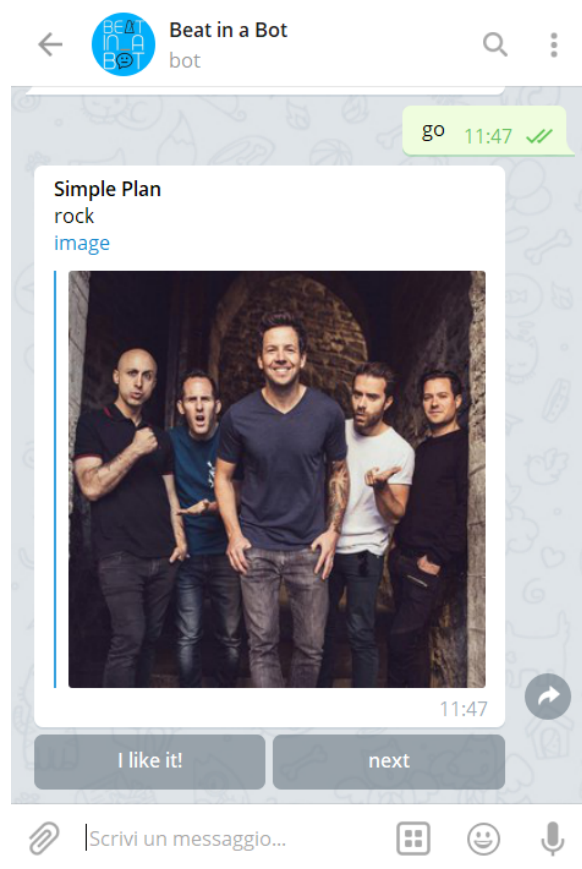 BEAT
IN A
BOT
Beat in a Bot
bot
go 11:47
Simple Plan
rock
image
11:47
I like it! next
Scrivi un messaggio...